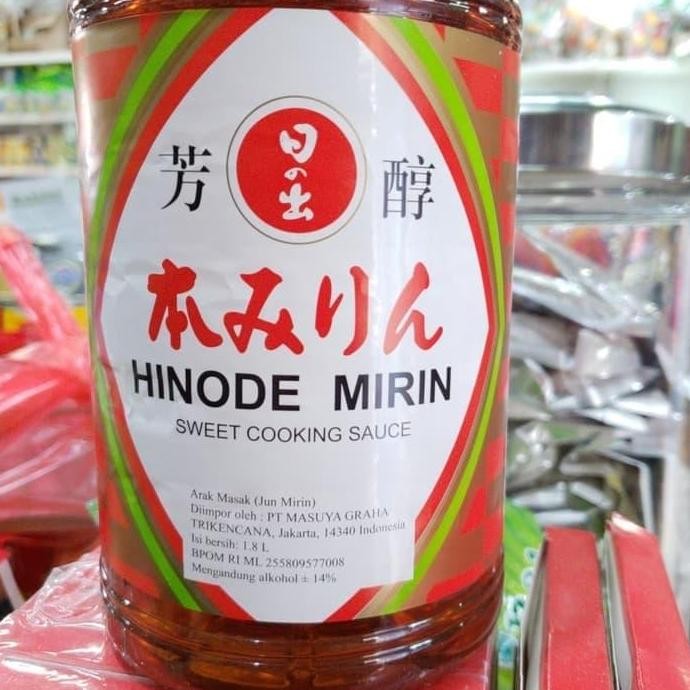 芳 日の出 醇
本みりん
HINODE MIRIN
SWEET COOKING SAUCE
Arak Masak (Jun Mirin)
Diimpor oleh : PT MASUYA GRAHA
TRIKENCANA, Jakarta, 14340 Indonesia
Isi bersih: 1.8 L
BPOM RI ML 255809577008
Mengandung alkohol ± 14%